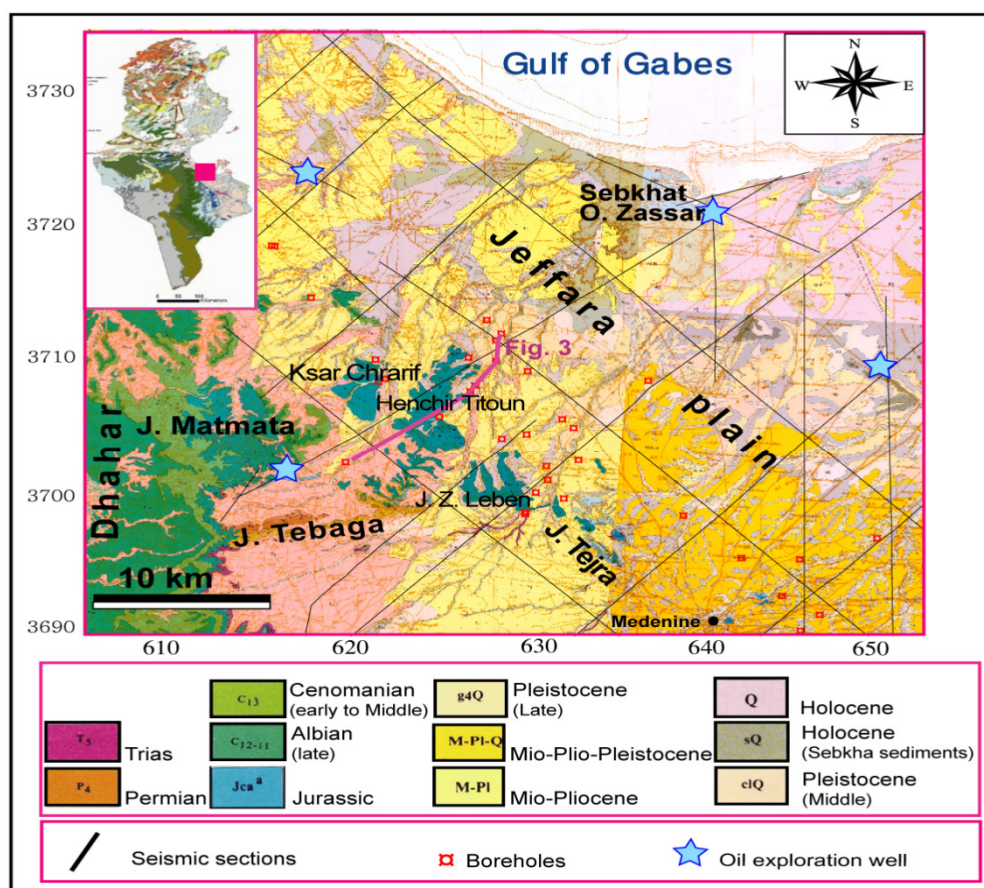 Gulf of Gabes
N
W
E
S
3730
3720
3710
3700
3690
Sebkhat
O. Zassar
Jeffara
plain
Fig. 3
Ksar Chrarif
Henchir Titoun
J. Matmata
Dhahar
J. Z. Leben
J. Tebaga
J. Tejra
10 km
Medenine
610
620
630
640
650
T5
Trias
P4
Permian
C13
Cenomanian
(early to Middle)
C12-11
Albian
(late)
Jca a
Jurassic
g4Q
Pleistocene
(Late)
M-Pl-Q
Mio-Plio-Pleistocene
M-Pl
Mio-Pliocene
Q
Holocene
sQ
Holocene
(Sebkha sediments)
clQ
Pleistocene
(Middle)
Seismic sections
Boreholes
Oil exploration well